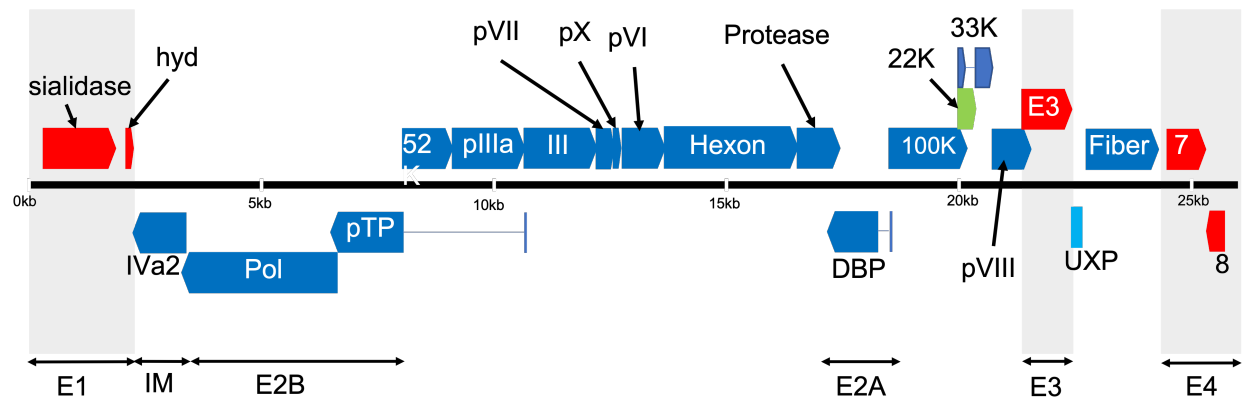 33K
pVII
pX
pVI
Protease
22K
hyd
sialidase
E3
52
K
pIIIa
III
Hexon
100K
Fiber
7
0kb
5kb
10kb
15kb
20kb
25kb
pTP
IVa2
Pol
DBP
pVIII
UXP
8
E1
IM
E2B
E2A
E3
E4